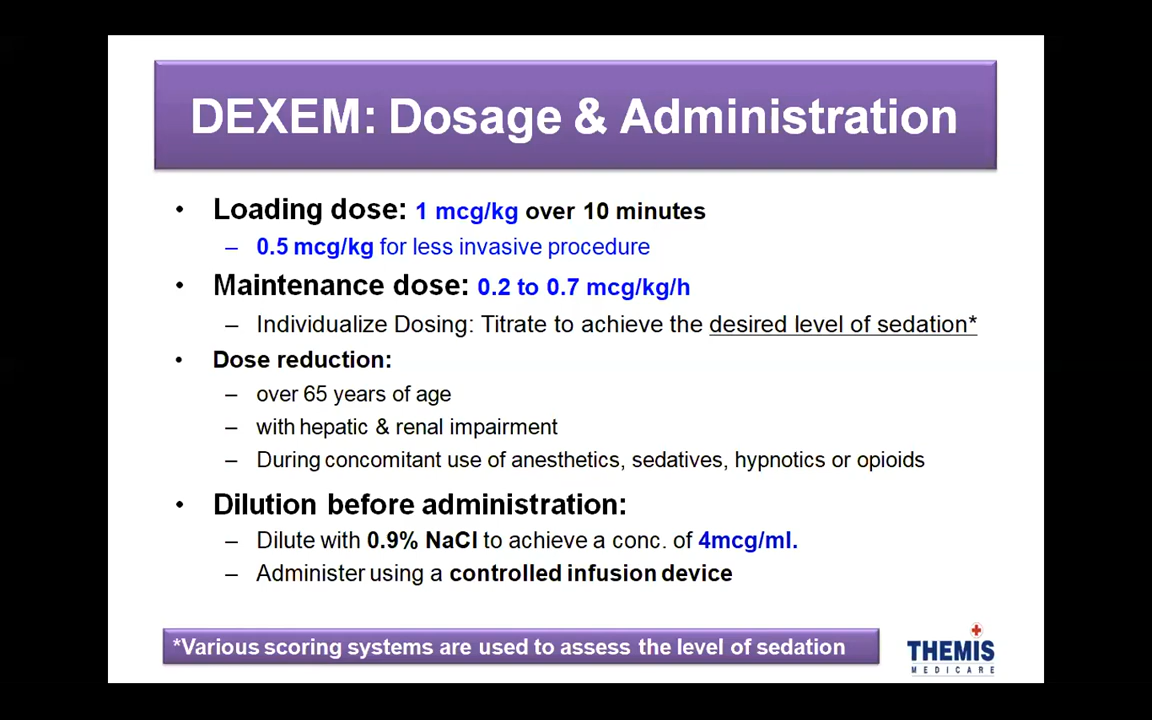 DEXEM: Dosage & Administration
• Loading dose: 1 mcg/kg over 10 minutes
– 0.5 mcg/kg for less invasive procedure
• Maintenance dose: 0.2 to 0.7 mcg/kg/h
– Individualize Dosing: Titrate to achieve the desired level of sedation*
• Dose reduction:
– over 65 years of age
– with hepatic & renal impairment
– During concomitant use of anesthetics, sedatives, hypnotics or opioids
• Dilution before administration:
– Dilute with 0.9% NaCl to achieve a conc. of 4mcg/ml.
– Administer using a controlled infusion device
*Various scoring systems are used to assess the level of sedation
THEMIS
MEDICARE